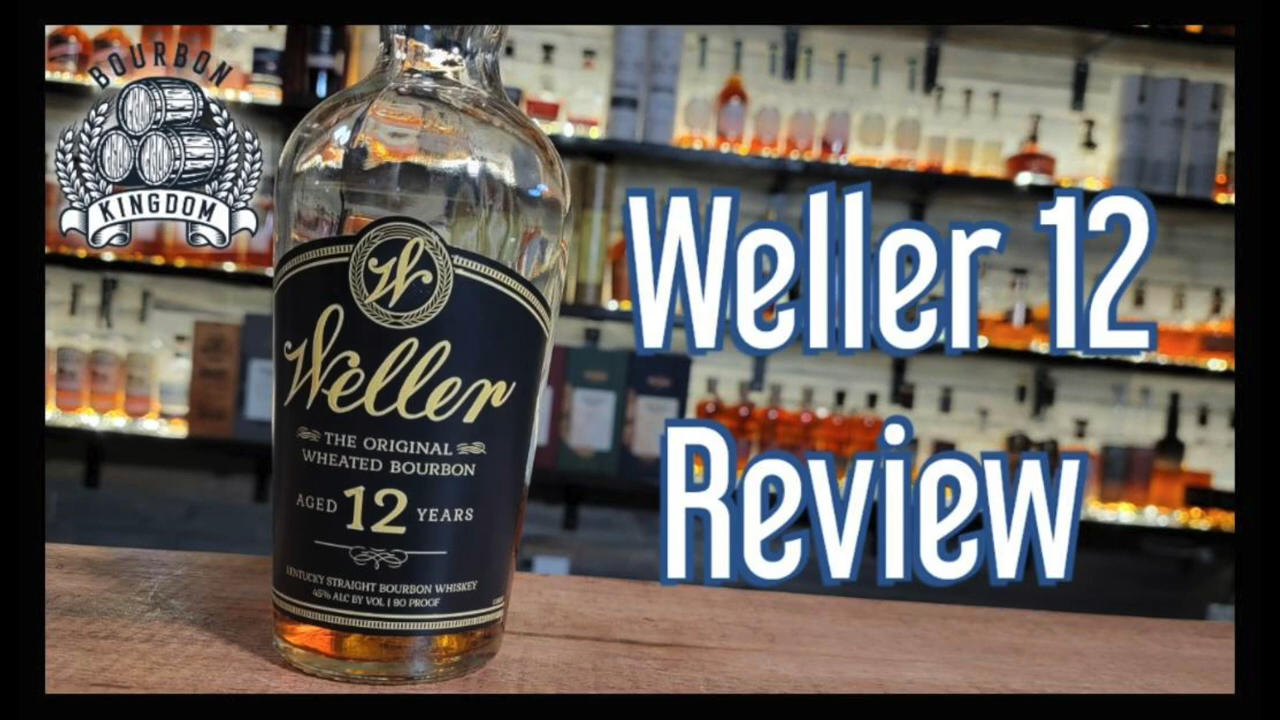 BOURBON
KINGDOM
Weller 12
Review
W
Weller
THE ORIGINAL
WHEATED BOURBON
AGED 12 YEARS
KENTUCKY STRAIGHT BOURBON WHISKEY
45% ALC BY VOL | 90 PROOF